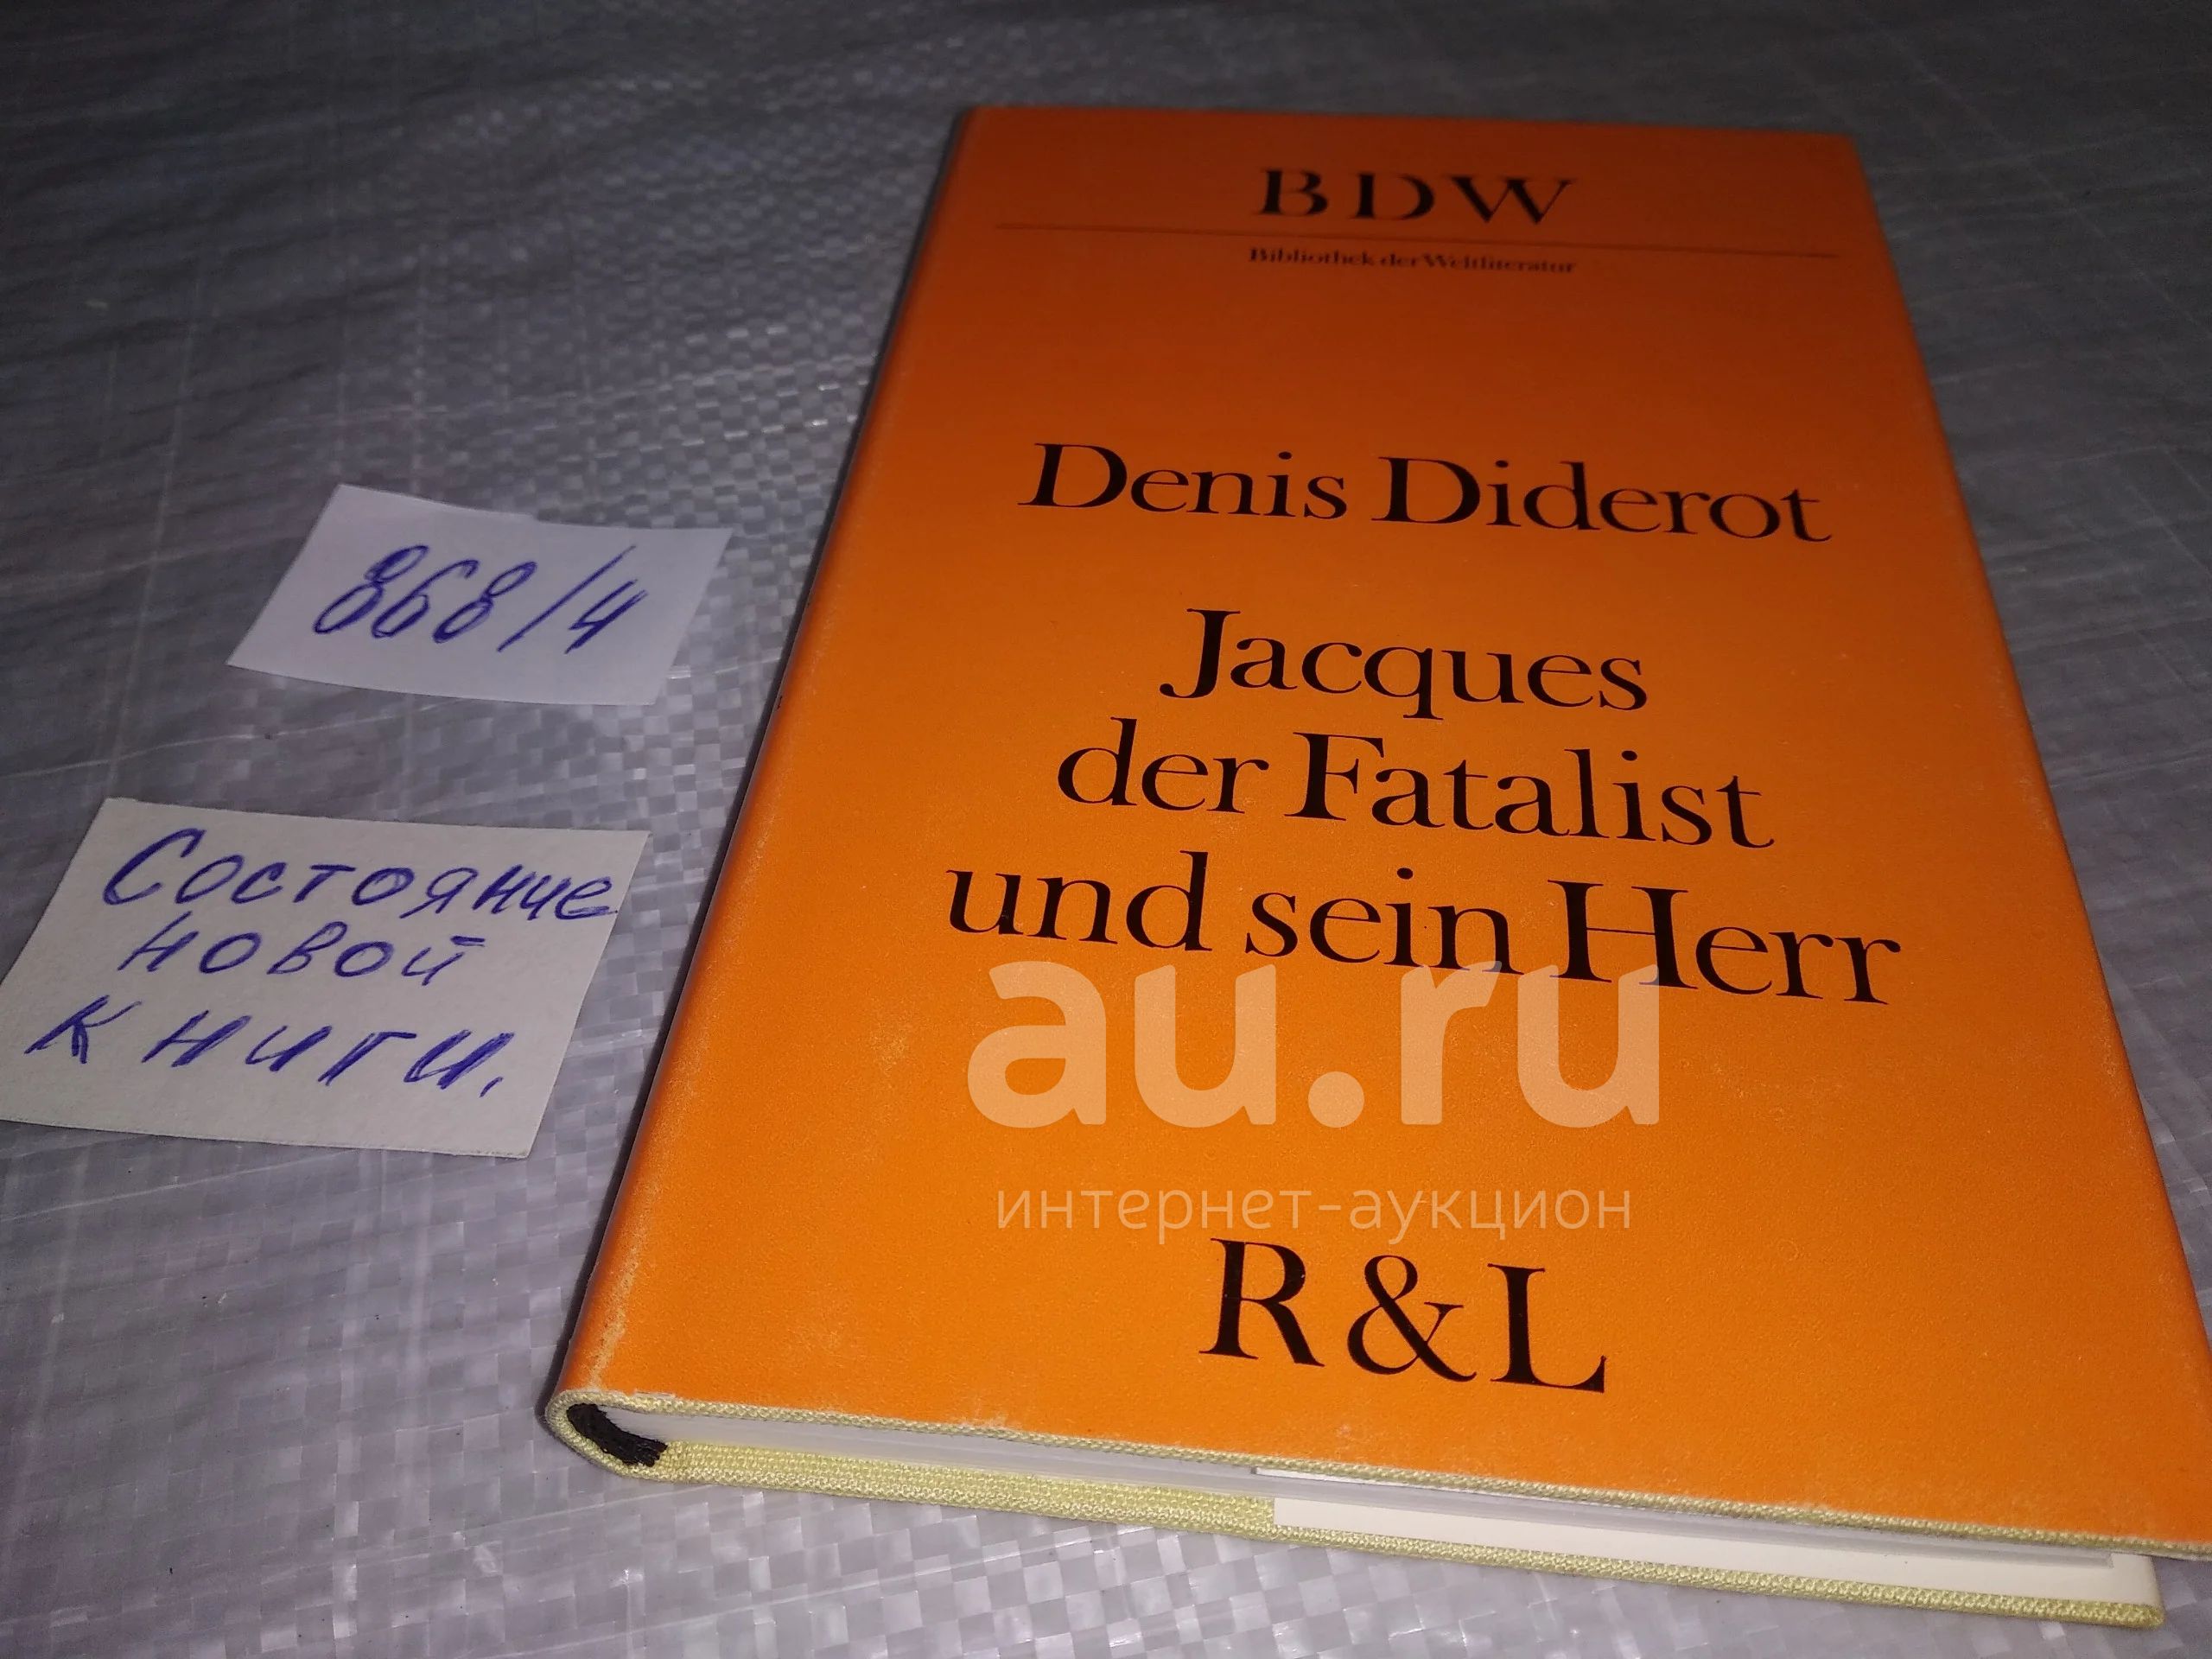 BDW
Bibliothek der Weltliteratur
Denis Diderot
Jacques
der Fatalist
und sein Herr
R&L
868/4
Состояние
новой
книги.
au.ru
интернет-аукцион